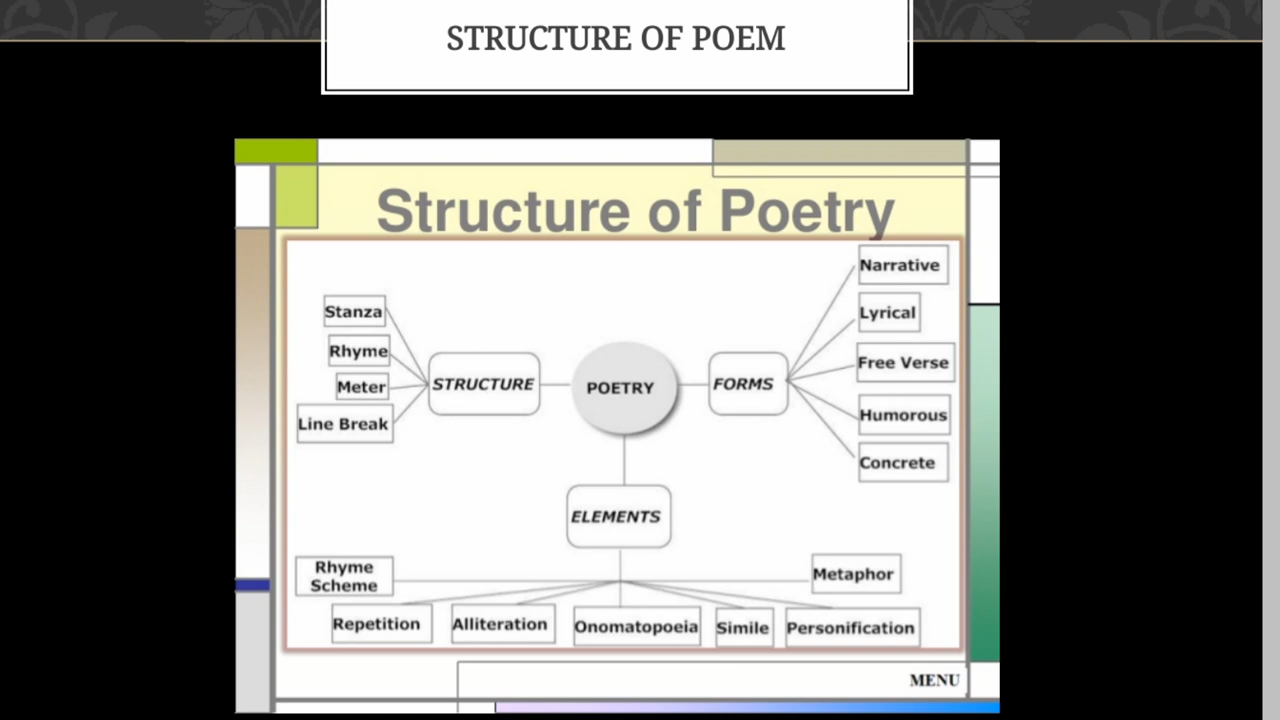 STRUCTURE OF POEM
Structure of Poetry
Stanza
Rhyme
Meter
Line Break
STRUCTURE
POETRY
FORMS
Narrative
Lyrical
Free Verse
Humorous
Concrete
ELEMENTS
Rhyme
Scheme
Repetition
Alliteration
Onomatopoeia
Simile
Personification
Metaphor
MENU